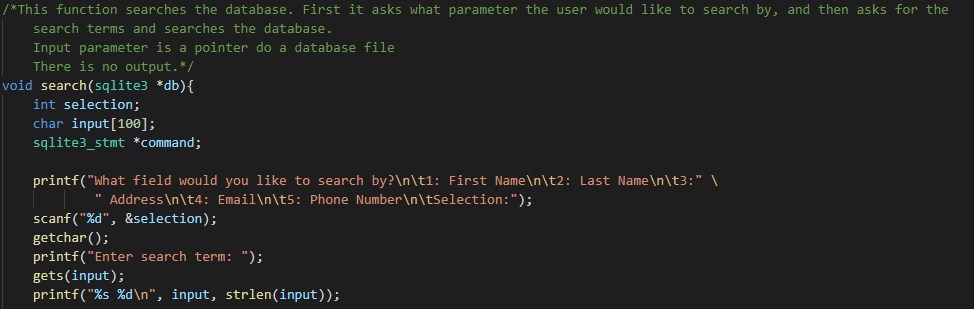 /*This function searches the database. First it asks what parameter the user would like to search by, and then asks for the
search terms and searches the database.
Input parameter is a pointer do a database file
There is no output.*/
void search(sqlite3 *db){
int selection;
char input[100];
sqlite3_stmt *command;
printf("What field would you like to search by?\n\t1: First Name\n\t2: Last Name\n\t3:" \
" Address\n\t4: Email\n\t5: Phone Number\n\tSelection:");
scanf("%d", &selection);
getchar();
printf("Enter search term: ");
gets(input);
printf("%s %d\n", input, strlen(input));